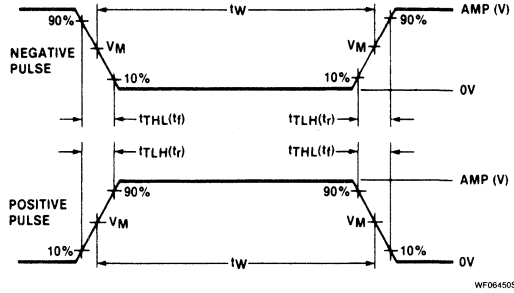 tW
AMP (V)
90%
90%
NEGATIVE
PULSE
VM
VM
10%
10%
0V
tTHL(tf)
tTLH(tr)
tTLH(tr)
tTHL(tf)
AMP (V)
90%
90%
POSITIVE
PULSE
VM
VM
10%
10%
tW
0V
WF06450S